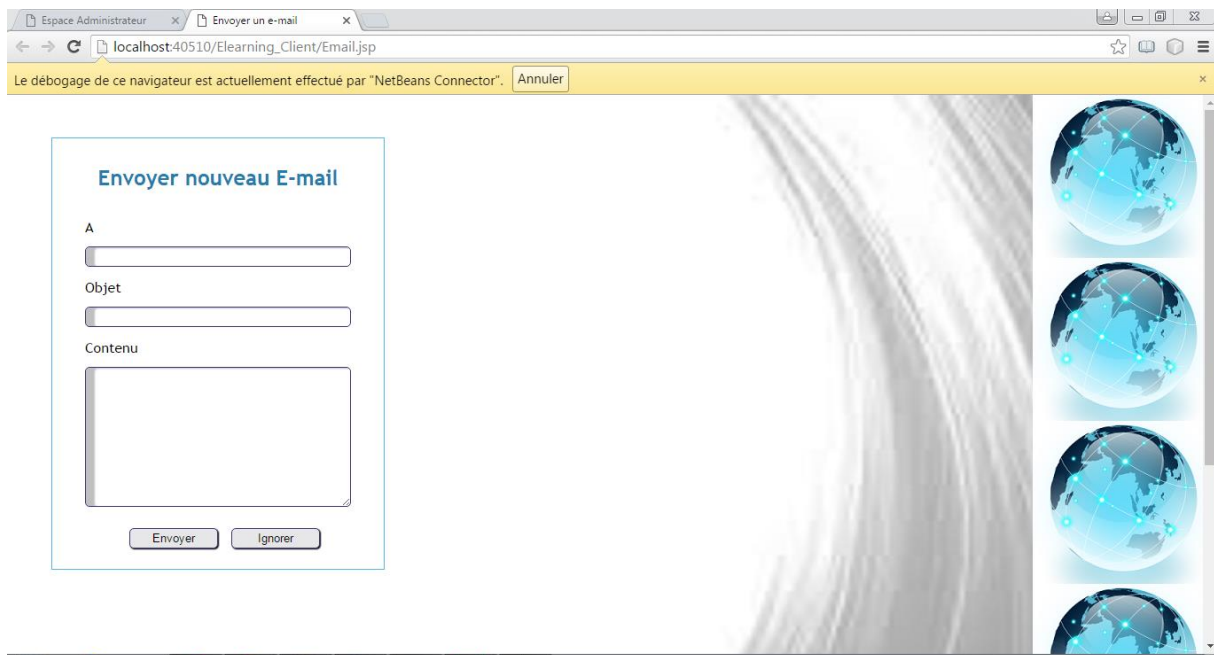 Espace Administrateur
Envoyer un e-mail
localhost:40510/Elearning_Client/Email.jsp
Le débogage de ce navigateur est actuellement effectué par "NetBeans Connector". Annuler
Envoyer nouveau E-mail
A
Objet
Contenu
Envoyer Ignorer